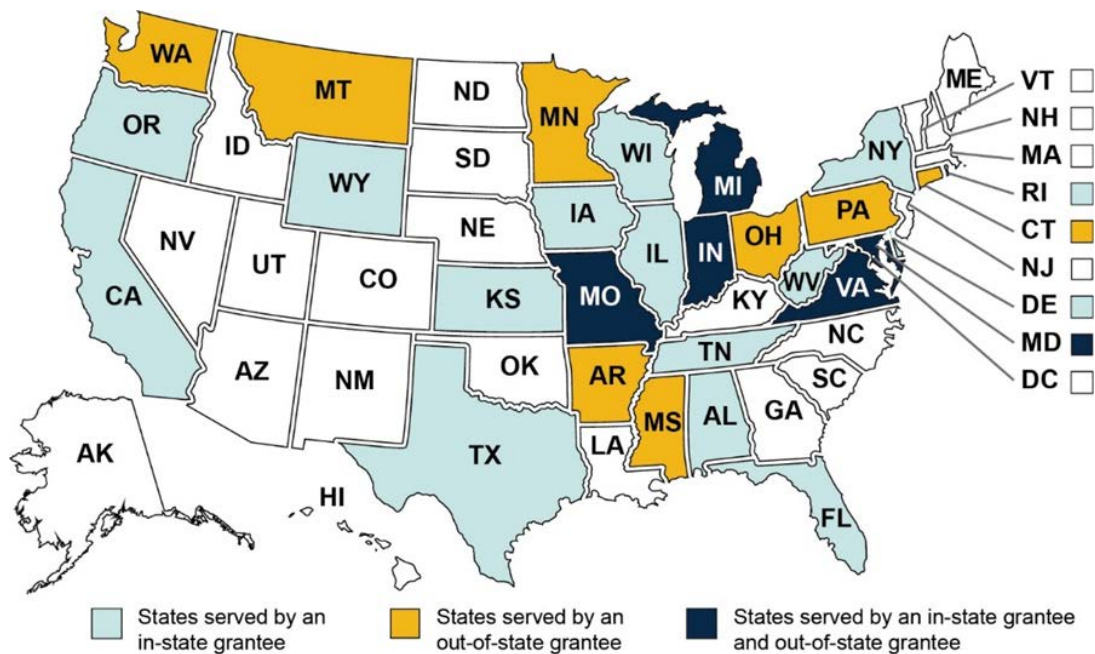 WA
MT
ND
MN
ME
VT
OR
ID
SD
WI
NY
NH
WY
MI
MA
IA
RI
NE
PA
CT
NV
UT
CO
IL
IN
OH
NJ
CA
KS
MO
WV
VA
DE
KY
MD
TN
NC
DC
AZ
NM
OK
AR
SC
MS
AL
GA
AK
TX
LA
HI
FL
States served by an
in-state grantee
States served by an
out-of-state grantee
States served by an in-state grantee
and out-of-state grantee